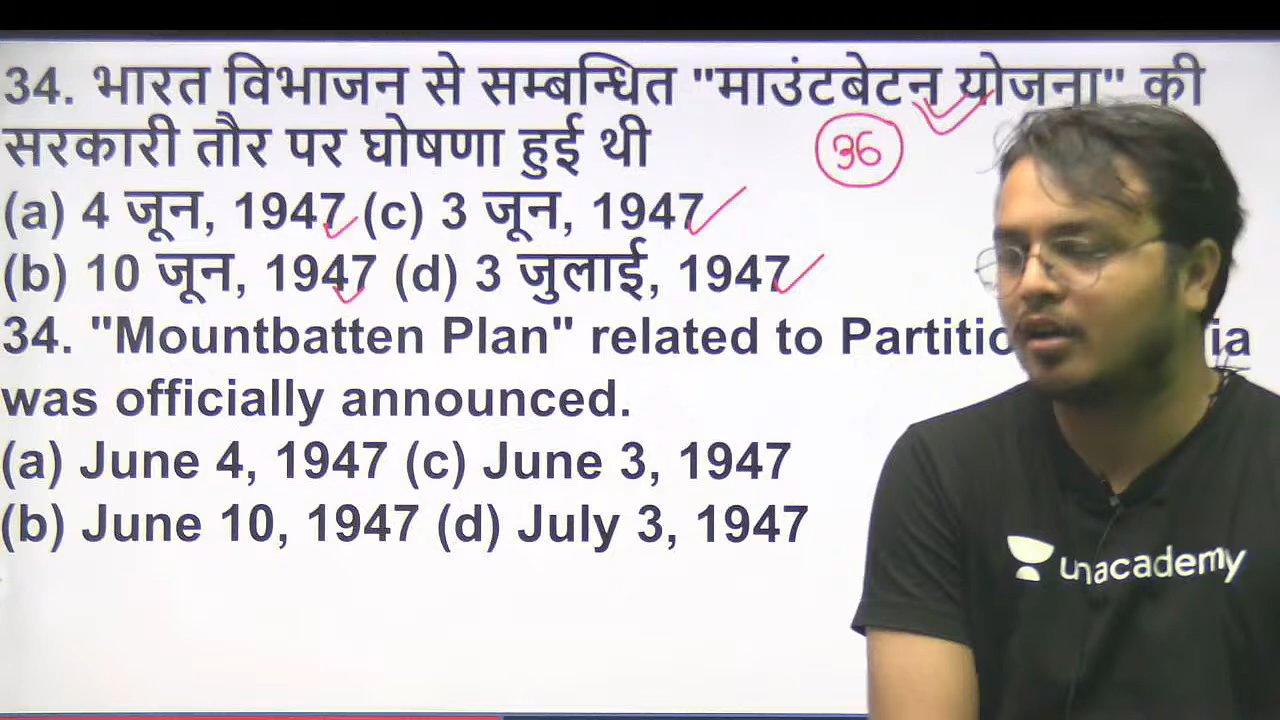 34. भारत विभाजन से सम्बन्धित "माउंटबेटन योजना" की
सरकारी तौर पर घोषणा हुई थी
36
(a) 4 जून, 1947 (c) 3 जून, 1947
(b) 10 जून, 1947 (d) 3 जुलाई, 1947
34. "Mountbatten Plan" related to
was officially announced.
(a) June 4, 1947 (c) June 3, 1947
(b) June 10, 1947 (d) July 3, 1947
unacademy